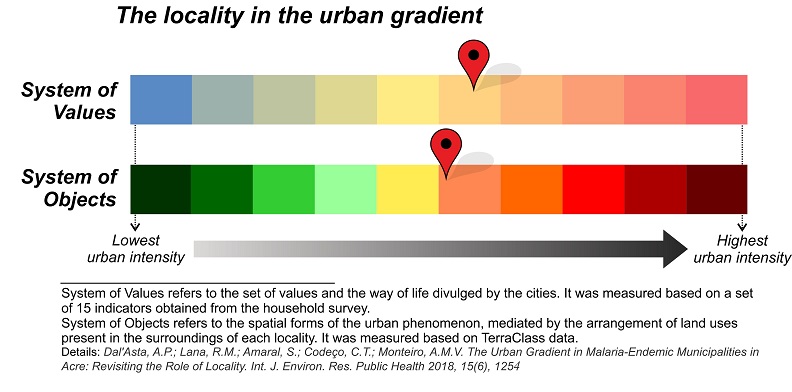 The locality in the urban gradient
System of
Values
System of
Objects
Lowest
urban intensity
Highest
urban intensity
System of Values refers to the set of values and the way of life divulged by the cities. It was measured based on a set
of 15 indicators obtained from the household survey.
System of Objects refers to the spatial forms of the urban phenomenon, mediated by the arrangement of land uses
present in the surroundings of each locality. It was measured based on TerraClass data.
Details: Dal'Asta, A.P.; Lana, R.M.; Amaral, S.; Codeço, C.T.; Monteiro, A.M.V. The Urban Gradient in Malaria-Endemic Municipalities in
Acre: Revisiting the Role of Locality. Int. J. Environ. Res. Public Health 2018, 15(6), 1254